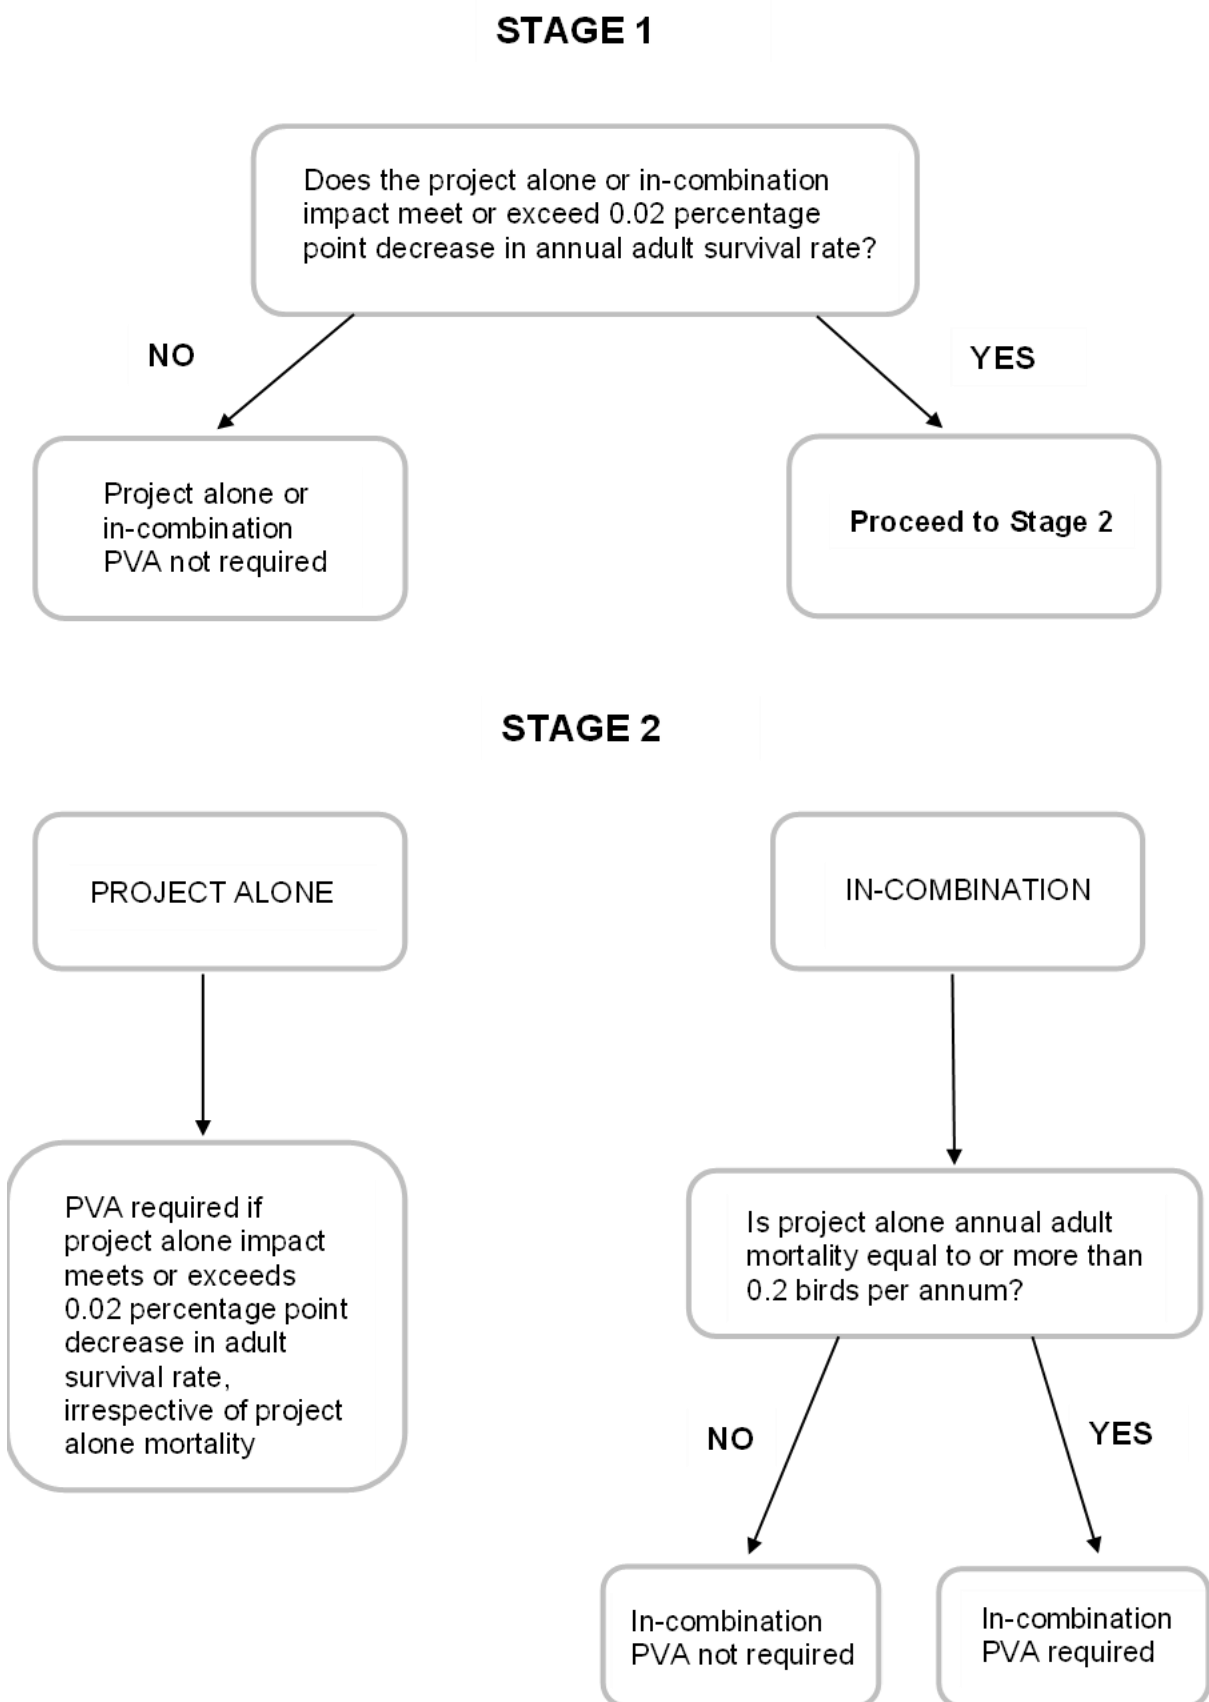 STAGE 1
Does the project alone or in-combination
impact meet or exceed 0.02 percentage
point decrease in annual adult survival rate?
NO
YES
Project alone or
in-combination
PVA not required
Proceed to Stage 2
STAGE 2
PROJECT ALONE
IN-COMBINATION
PVA required if
project alone impact
meets or exceeds
0.02 percentage point
decrease in adult
survival rate,
irrespective of project
alone mortality
Is project alone annual adult
mortality equal to or more than
0.2 birds per annum?
NO
YES
In-combination
PVA not required
In-combination
PVA required